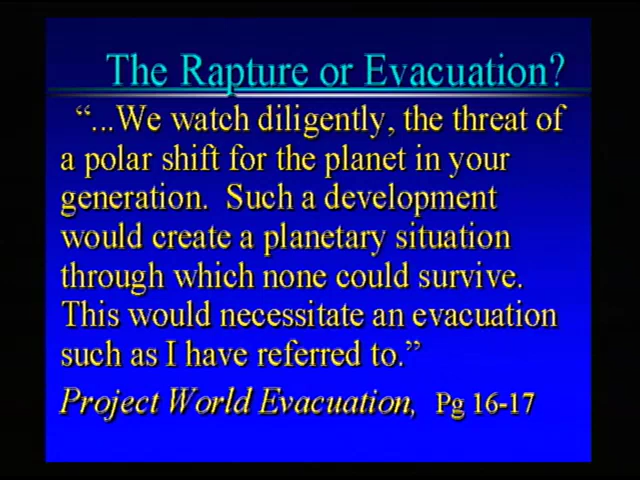 The Rapture or Evacuation?
“...We watch diligently, the threat of
a polar shift for the planet in your
generation.  Such a development
would create a planetary situation
through which none could survive.
This would necessitate an evacuation
such as I have referred to.”
Project World Evacuation,  Pg 16-17